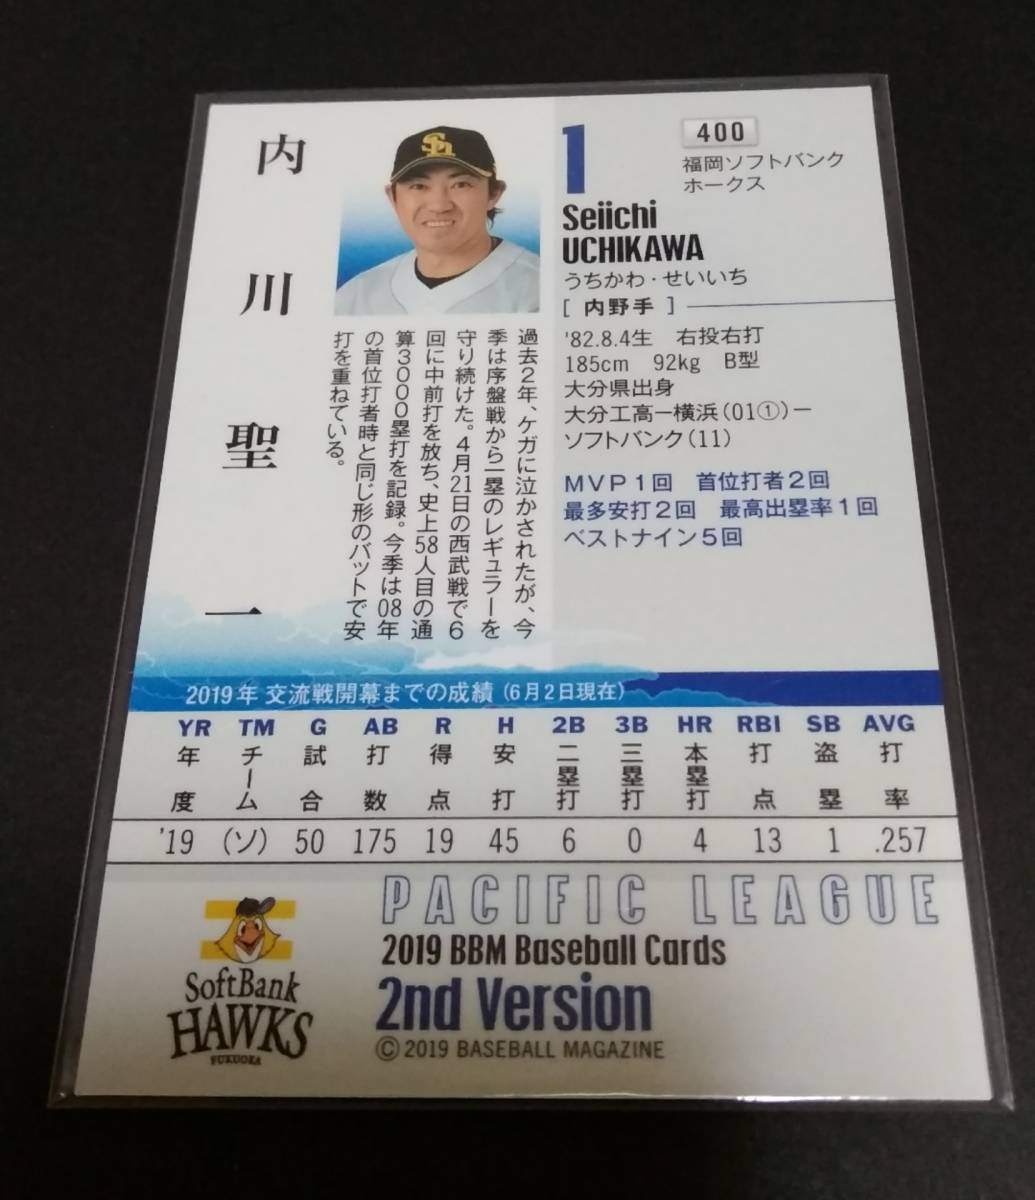 内川聖一
SH
1
400
福岡ソフトバンク
ホークス
Seiichi
UCHIKAWA
うちかわ・せいいち
[ 内野手 ]
'82.8.4生 右投右打
185cm 92kg B型
大分県出身
大分工高ー横浜(01①)ー
ソフトバンク(11)
MVP1回 首位打者2回
最多安打2回 最高出塁率1回
ベストナイン5回
過去2年、ケガに泣かされたが、今
季は序盤戦から一塁のレギュラーを
守り続けた。4月21日の西武戦で6
回に中前打を放ち、史上58人目の通
算3000塁打を記録。今季は08年
の首位打者時と同じ形のバットで安
打を重ねている。
2019年 交流戦開幕までの成績 (6月2日現在)
YR TM G AB R H 2B 3B HR RBI SB AVG
年度 チーム 試合 打数 得点 安打 二塁打 三塁打 本塁打 打点 盗塁 打率
'19 (ソ) 50 175 19 45 6 0 4 13 1 .257
PACIFIC LEAGUE
2019 BBM Baseball Cards
2nd Version
©2019 BASEBALL MAGAZINE
SoftBank
HAWKS
FUKUOKA